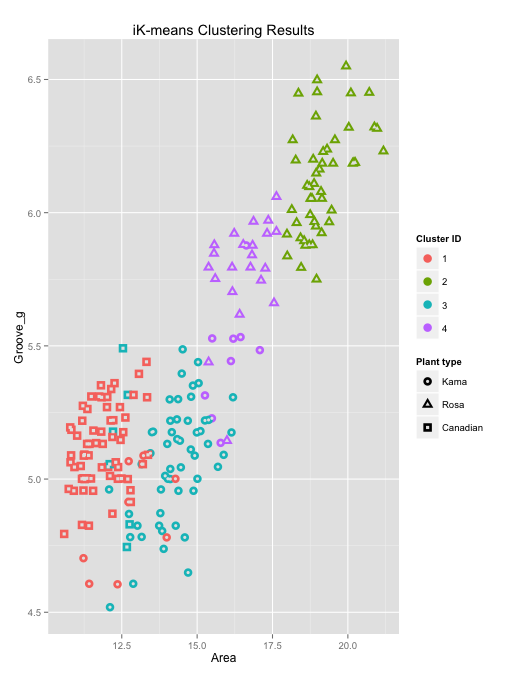 iK-means Clustering Results
6.5
6.0
5.5
5.0
4.5
Groove_g
12.5 15.0 17.5 20.0
Area
Cluster ID
1
2
3
4
Plant type
Kama
Rosa
Canadian